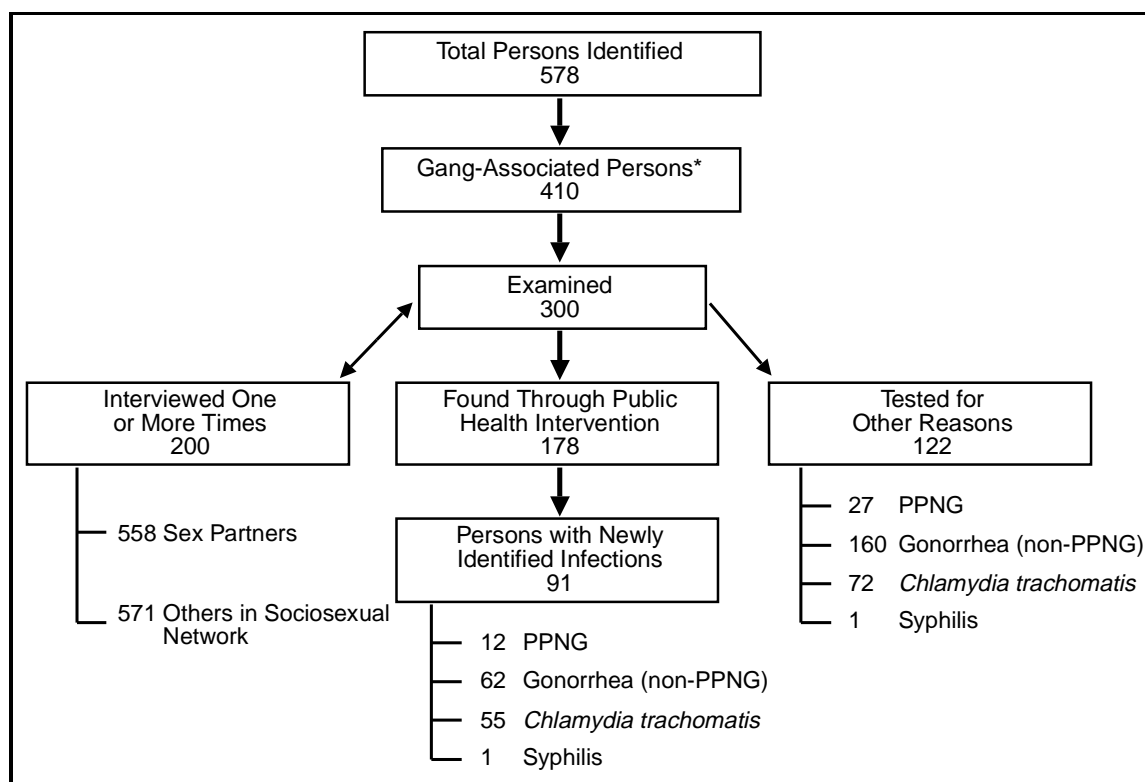 Total Persons Identified
578
Gang-Associated Persons*
410
Examined
300
Interviewed One
or More Times
200
558 Sex Partners
571 Others in Sociosexual
Network
Found Through Public
Health Intervention
178
Persons with Newly
Identified Infections
91
12 PPNG
62 Gonorrhea (non-PPNG)
55 Chlamydia trachomatis
1 Syphilis
Tested for
Other Reasons
122
27 PPNG
160 Gonorrhea (non-PPNG)
72 Chlamydia trachomatis
1 Syphilis